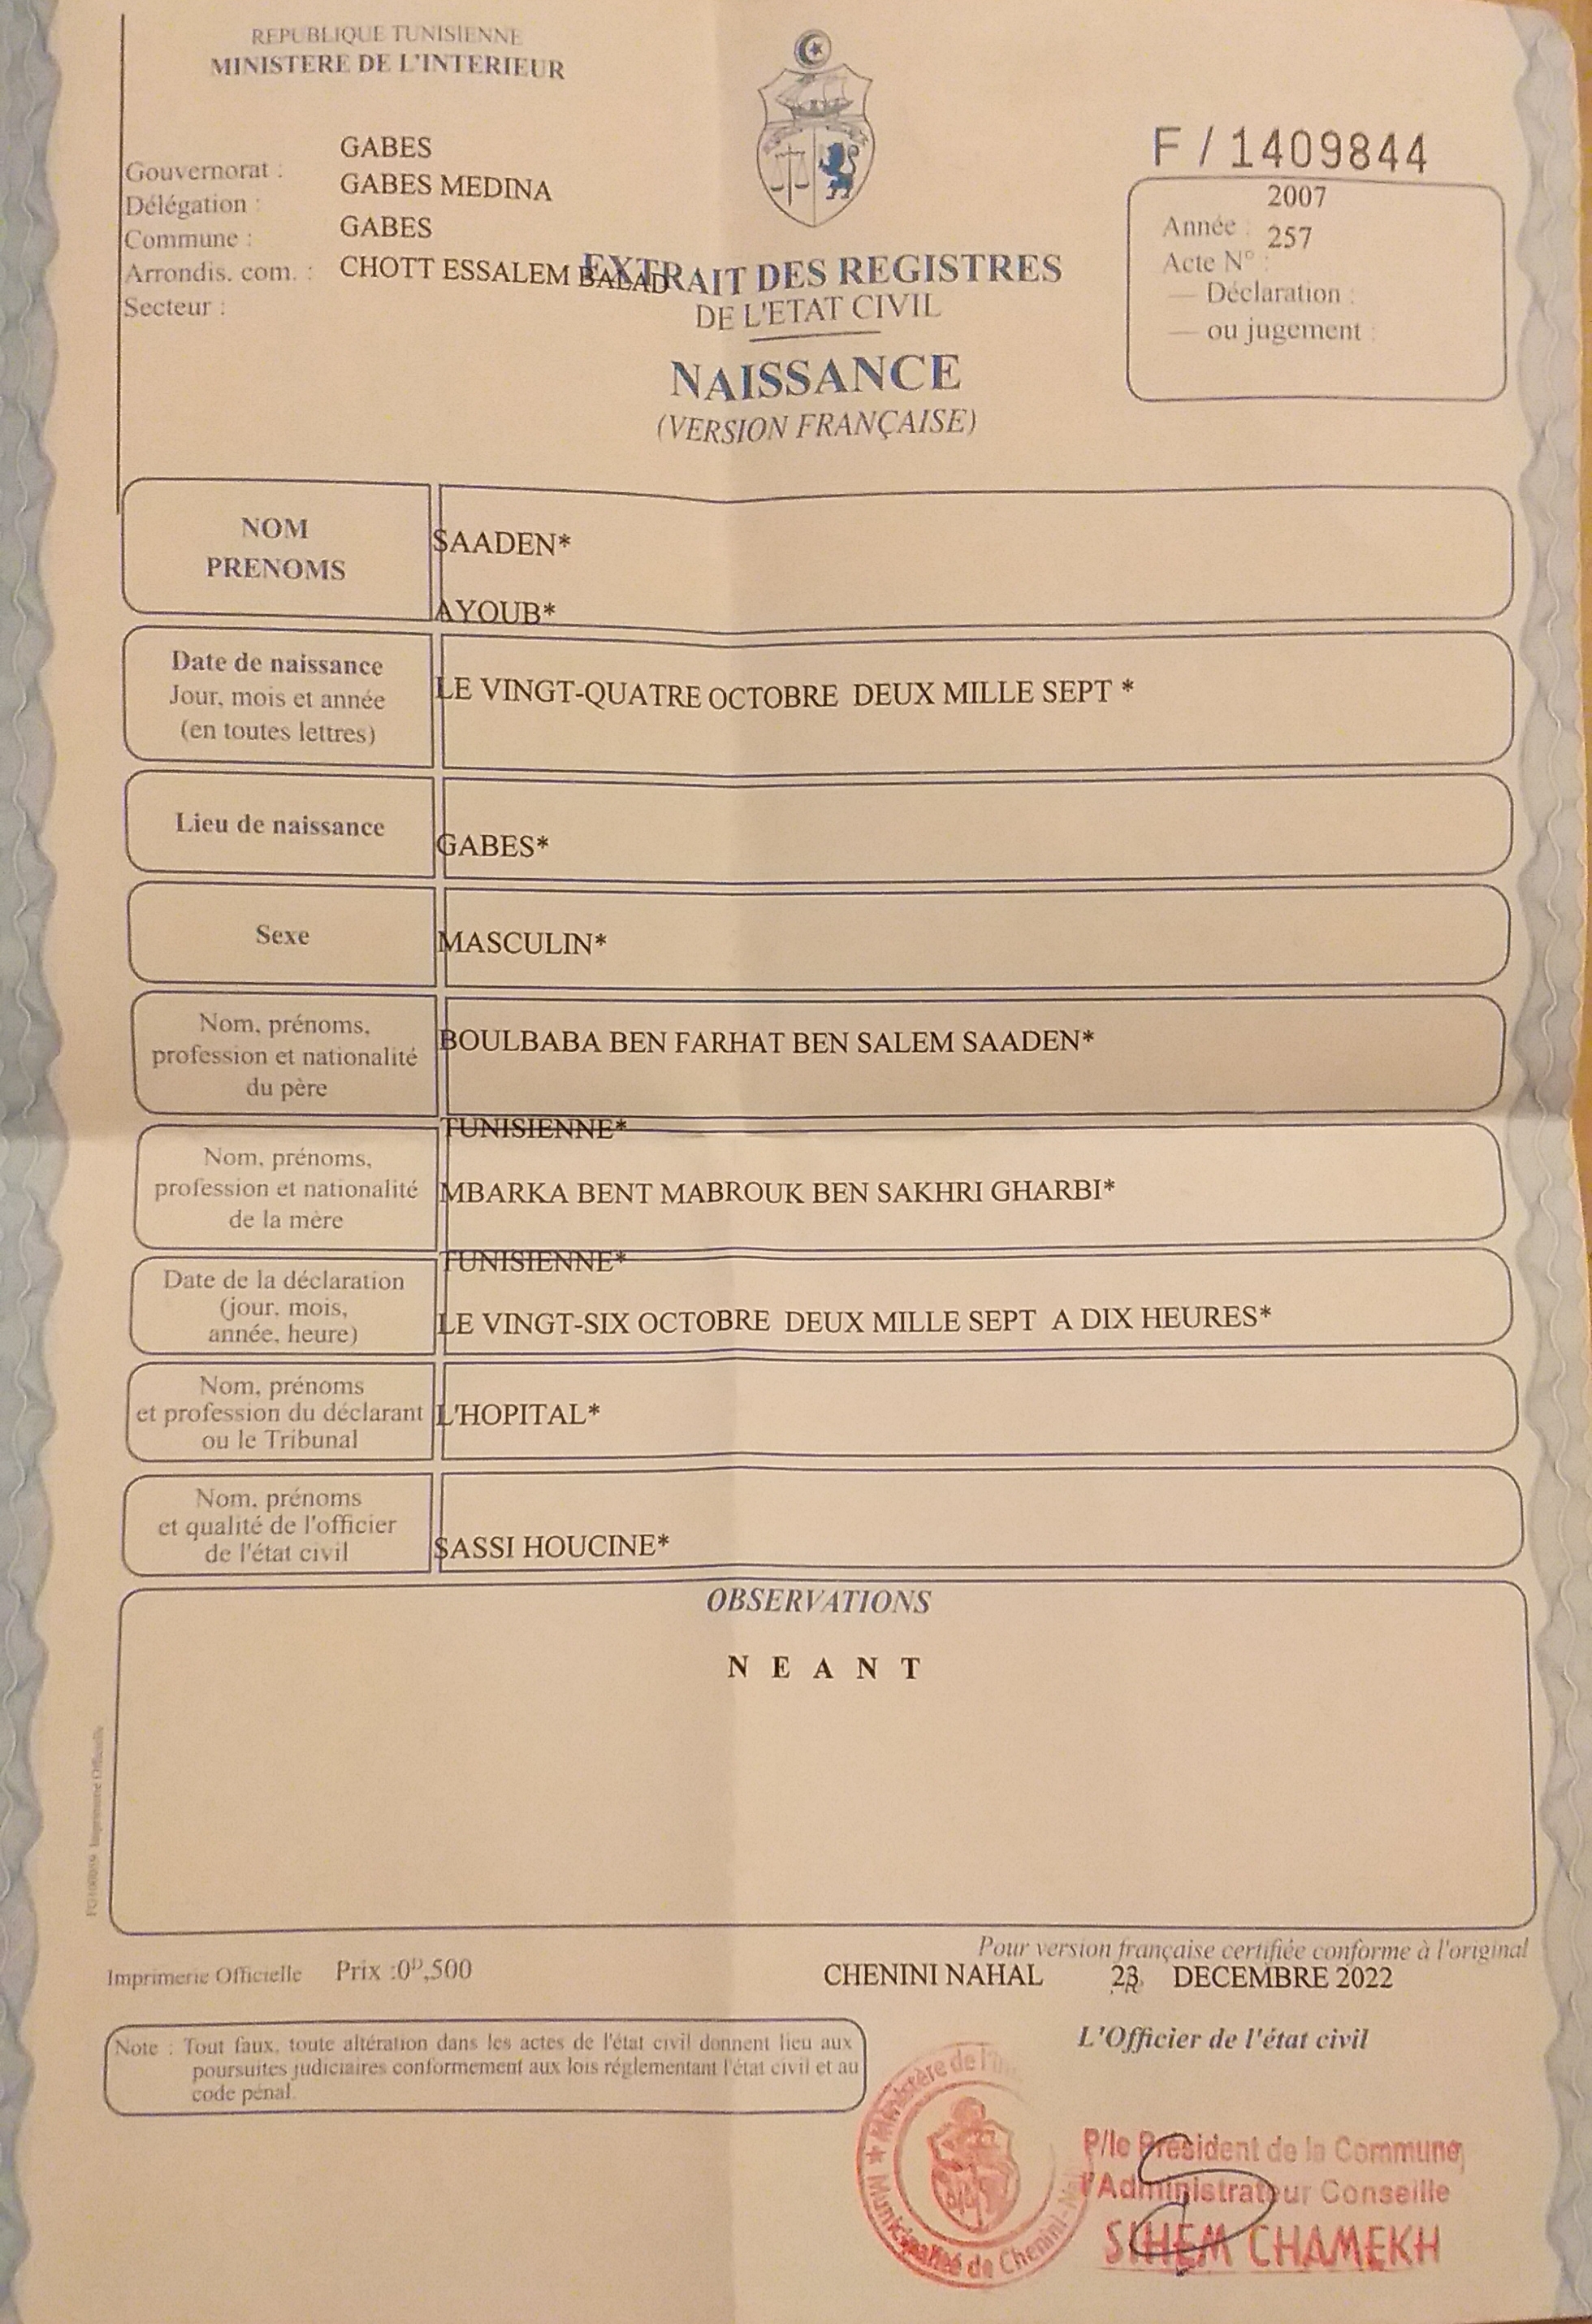 REPUBLIQUE TUNISIENNE
MINISTERE DE L'INTERIEUR
Gouvernorat : GABES
Délégation : GABES MEDINA
Commune : GABES
Arrondis. com. : CHOTT ESSALEM BALAD
Secteur :
EXTRAIT DES REGISTRES
DE L'ETAT CIVIL
NAISSANCE
(VERSION FRANÇAISE)
F / 1409844
Année : 2007
Acte N° : 257
— Déclaration :
— ou jugement :
NOM
PRENOMS
SAADEN*
AYOUB*
Date de naissance
Jour, mois et année
(en toutes lettres)
LE VINGT-QUATRE OCTOBRE DEUX MILLE SEPT *
Lieu de naissance
GABES*
Sexe
MASCULIN*
Nom, prénoms,
profession et nationalité
du père
BOULBABA BEN FARHAT BEN SALEM SAADEN*
TUNISIENNE*
Nom, prénoms,
profession et nationalité
de la mère
MBARKA BENT MABROUK BEN SAKHRI GHARBI*
TUNISIENNE*
Date de la déclaration
(jour, mois,
année, heure)
LE VINGT-SIX OCTOBRE DEUX MILLE SEPT A DIX HEURES*
Nom, prénoms
et profession du déclarant
ou le Tribunal
L'HOPITAL*
Nom, prénoms
et qualité de l'officier
de l'état civil
SASSI HOUCINE*
OBSERVATIONS
N E A N T
Imprimerie Officielle
Imprimerie Officielle Prix :0D,500
Pour version française certifiée conforme à l'original
CHENINI NAHAL 23 DECEMBRE 2022
Note : Tout faux, toute altération dans les actes de l'état civil donnent lieu aux
poursuites judiciaires conformement aux lois réglementant l'état civil et au
code pénal.
L'Officier de l'état civil
★ Ministère de
Municipalité de Chenini
P/le Président de la Commune,
l'Administrateur Conseille
SIHEM CHAMEKH